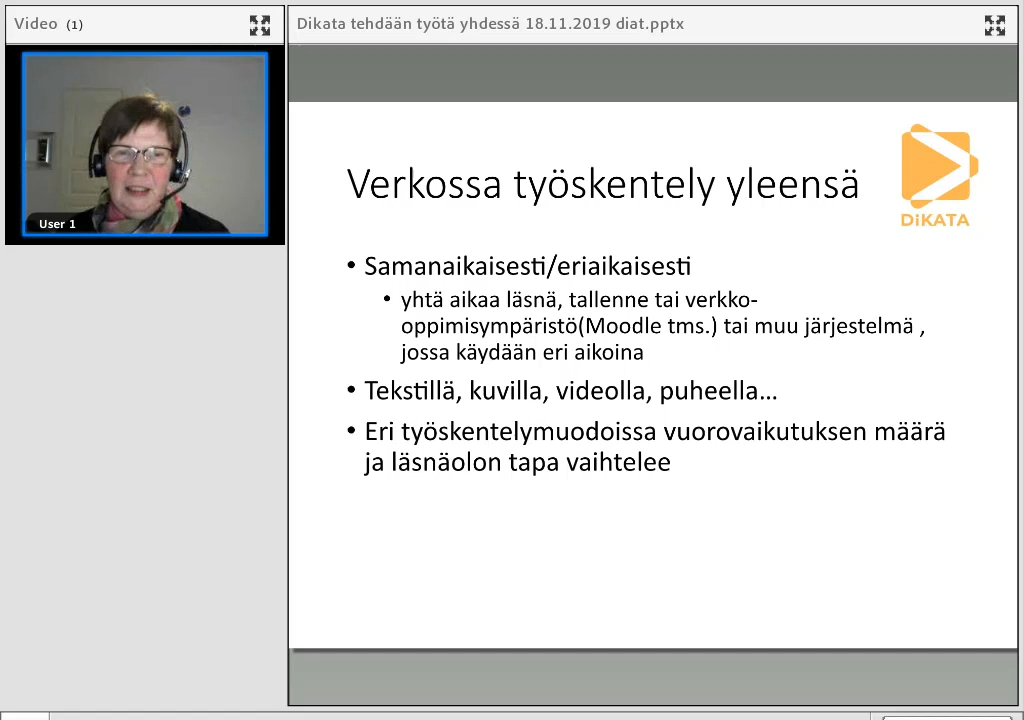 Video (1)
Dikata tehdään työtä yhdessä 18.11.2019 diat.pptx
User 1
DiKATA
Verkossa työskentely yleensä
• Samanaikaisesti/eriaikaisesti
• yhtä aikaa läsnä, tallenne tai verkko-
oppimisympäristö(Moodle tms.) tai muu järjestelmä ,
jossa käydään eri aikoina
• Tekstillä, kuvilla, videolla, puheella…
• Eri työskentelymuodoissa vuorovaikutuksen määrä
ja läsnäolon tapa vaihtelee